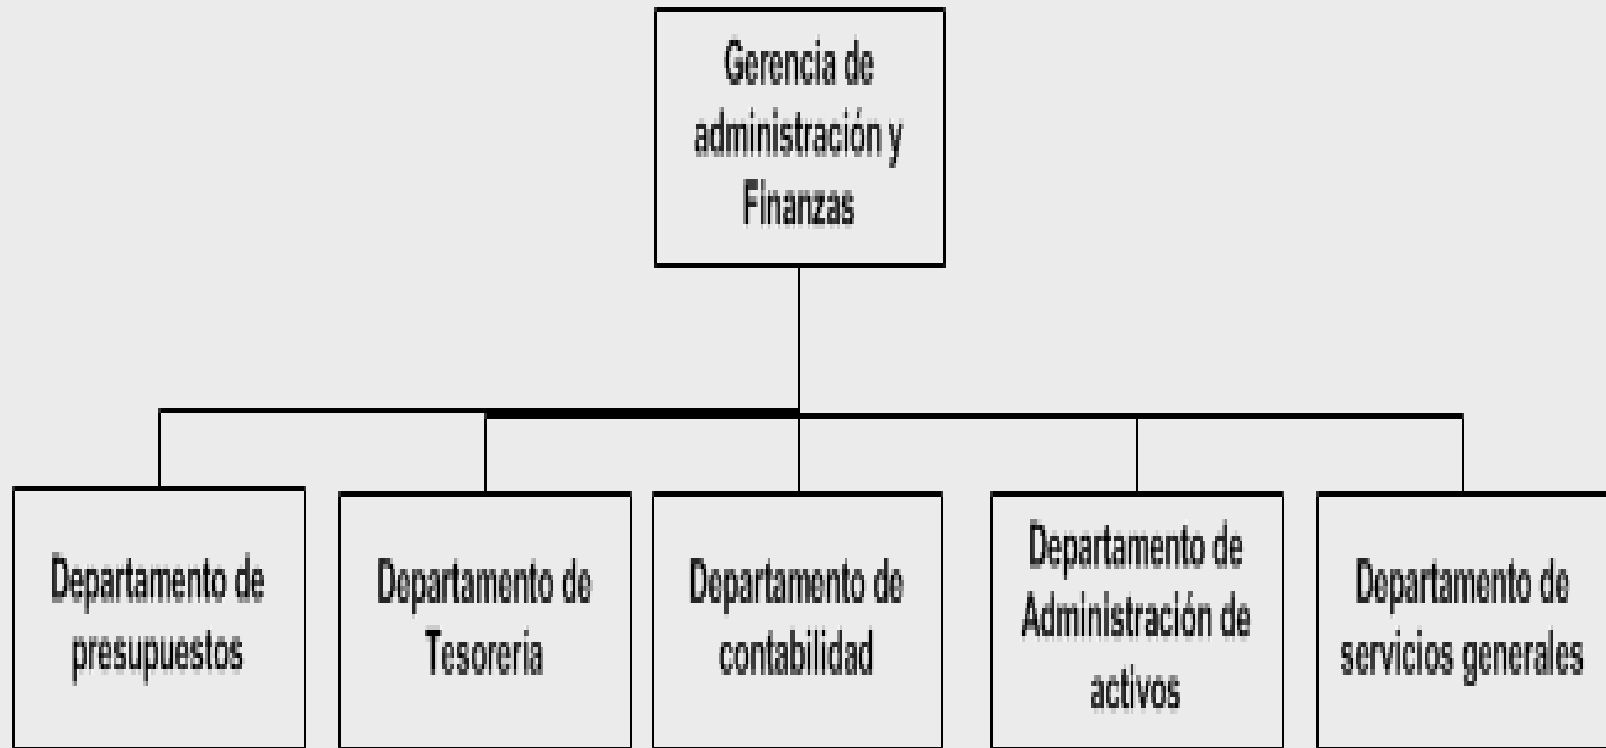 Gerencia de
administración y
Finanzas
Departamento de
presupuestos
Departamento de
Tesorería
Departamento de
contabilidad
Departamento de
Administración de
activos
Departamento de
servicios generales